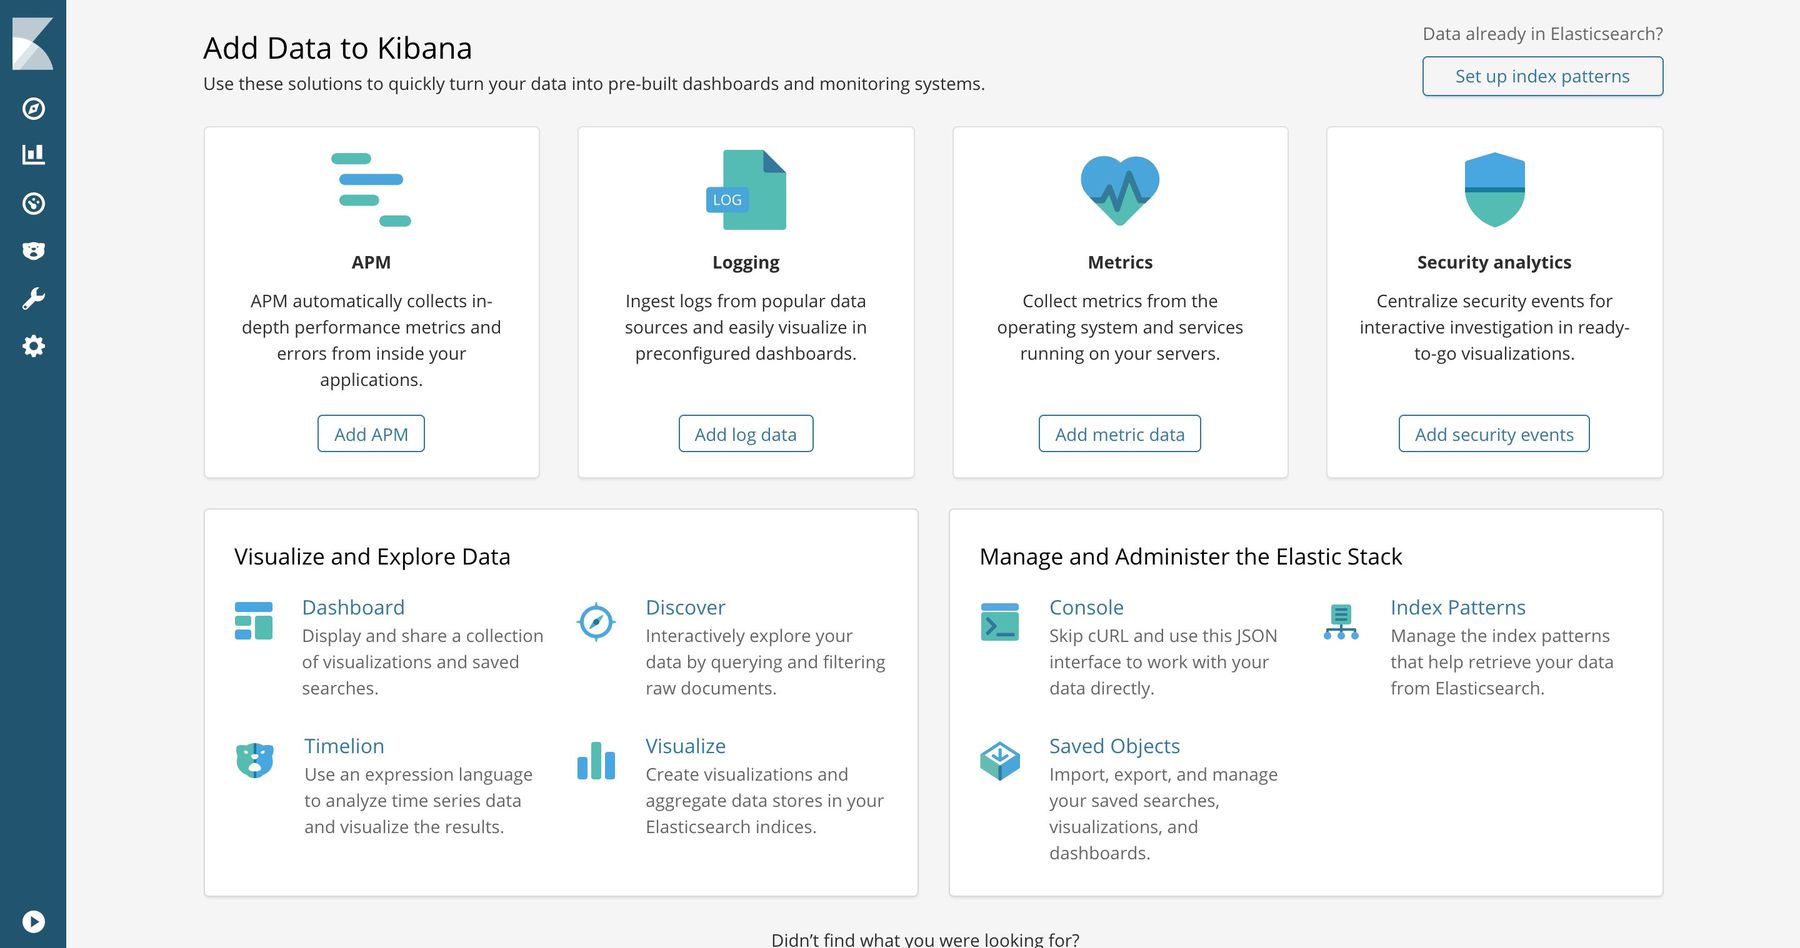 Add Data to Kibana
Use these solutions to quickly turn your data into pre-built dashboards and monitoring systems.
Data already in Elasticsearch?
Set up index patterns
APM
APM automatically collects in-
depth performance metrics and
errors from inside your
applications.
Add APM
LOG
Logging
Ingest logs from popular data
sources and easily visualize in
preconfigured dashboards.
Add log data
Metrics
Collect metrics from the
operating system and services
running on your servers.
Add metric data
Security analytics
Centralize security events for
interactive investigation in ready-
to-go visualizations.
Add security events
Visualize and Explore Data
Dashboard
Display and share a collection
of visualizations and saved
searches.
Discover
Interactively explore your
data by querying and filtering
raw documents.
Timelion
Use an expression language
to analyze time series data
and visualize the results.
Visualize
Create visualizations and
aggregate data stores in your
Elasticsearch indices.
Manage and Administer the Elastic Stack
Console
Skip cURL and use this JSON
interface to work with your
data directly.
Index Patterns
Manage the index patterns
that help retrieve your data
from Elasticsearch.
Saved Objects
Import, export, and manage
your saved searches,
visualizations, and
dashboards.
Didn’t find what you were looking for?